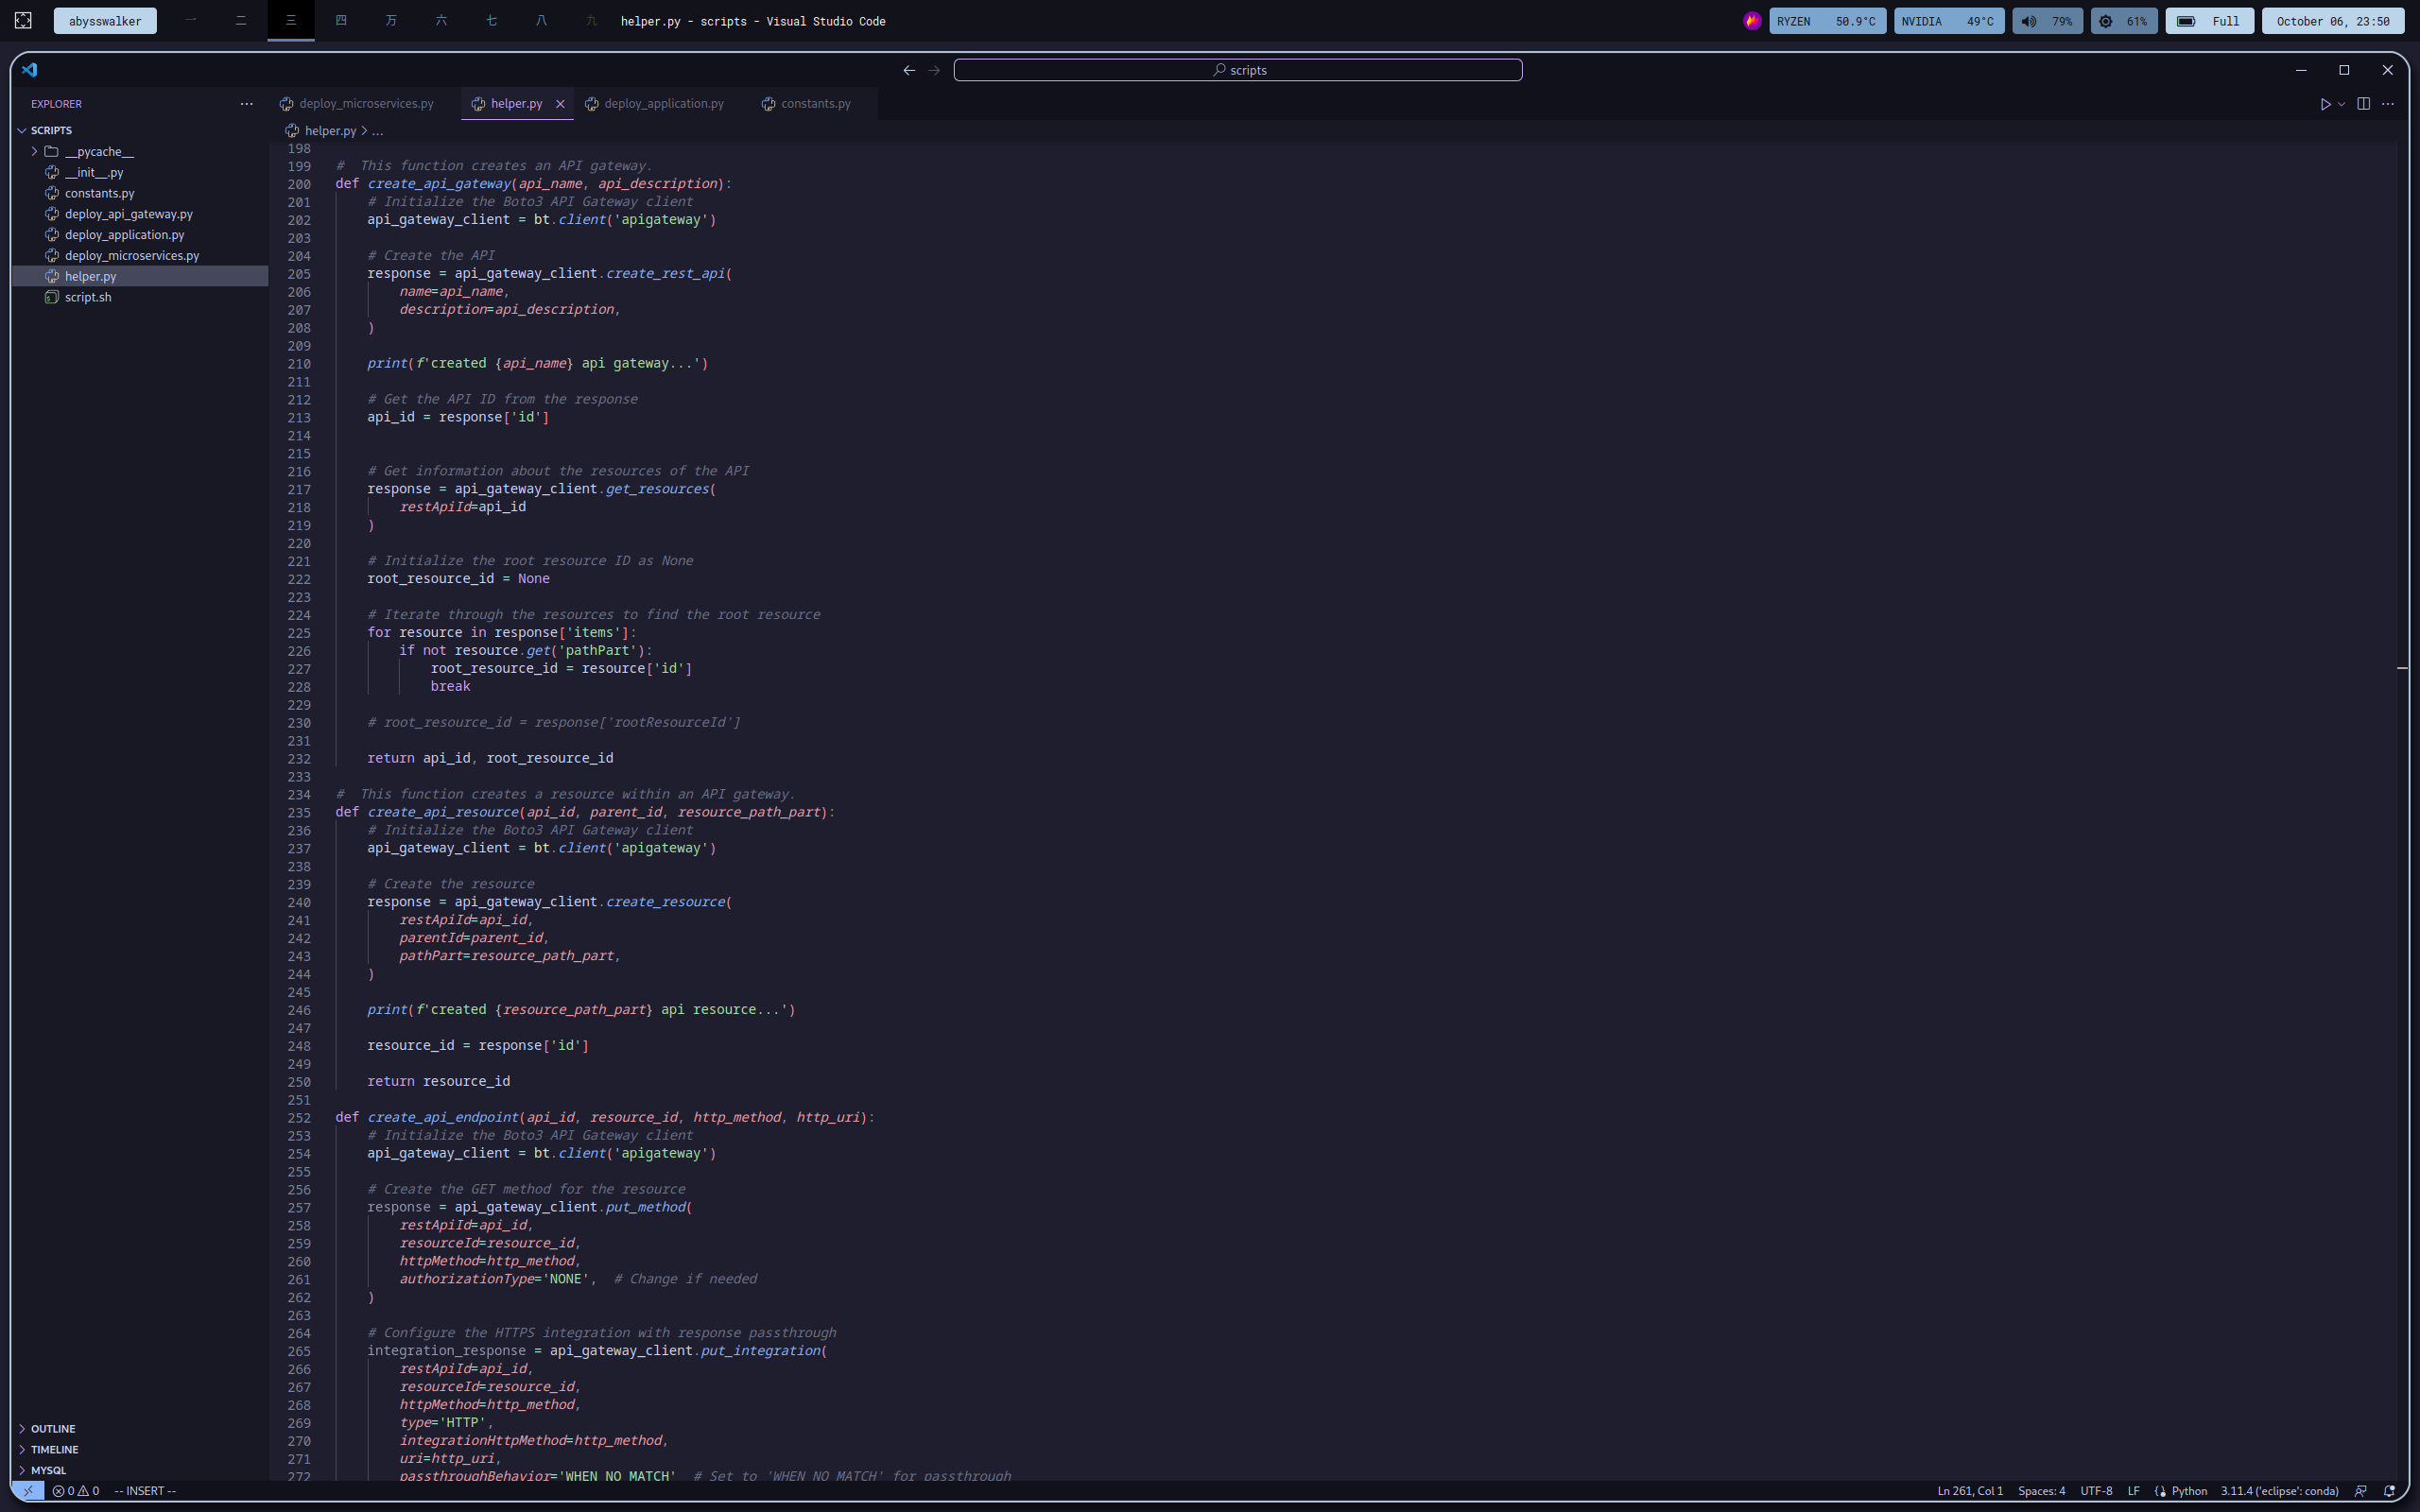 abysswalker 一 二 三 四 万 六 七 八 九 helper.py - scripts - Visual Studio Code RYZEN 50.9°C NVIDIA 49°C 79% 61% Full October 06, 23:50
scripts
EXPLORER
SCRIPTS
__pycache__
__init__.py
constants.py
deploy_api_gateway.py
deploy_application.py
deploy_microservices.py
helper.py
script.sh
OUTLINE
TIMELINE
MYSQL
deploy_microservices.py helper.py deploy_application.py constants.py
helper.py > ...
198
199 #  This function creates an API gateway.
200 def create_api_gateway(api_name, api_description):
201     # Initialize the Boto3 API Gateway client
202     api_gateway_client = bt.client('apigateway')
203
204     # Create the API
205     response = api_gateway_client.create_rest_api(
206         name=api_name,
207         description=api_description,
208     )
209
210     print(f'created {api_name} api gateway...')
211
212     # Get the API ID from the response
213     api_id = response['id']
214
215
216     # Get information about the resources of the API
217     response = api_gateway_client.get_resources(
218         restApiId=api_id
219     )
220
221     # Initialize the root resource ID as None
222     root_resource_id = None
223
224     # Iterate through the resources to find the root resource
225     for resource in response['items']:
226         if not resource.get('pathPart'):
227             root_resource_id = resource['id']
228             break
229
230     # root_resource_id = response['rootResourceId']
231
232     return api_id, root_resource_id
233
234 #  This function creates a resource within an API gateway.
235 def create_api_resource(api_id, parent_id, resource_path_part):
236     # Initialize the Boto3 API Gateway client
237     api_gateway_client = bt.client('apigateway')
238
239     # Create the resource
240     response = api_gateway_client.create_resource(
241         restApiId=api_id,
242         parentId=parent_id,
243         pathPart=resource_path_part,
244     )
245
246     print(f'created {resource_path_part} api resource...')
247
248     resource_id = response['id']
249
250     return resource_id
251
252 def create_api_endpoint(api_id, resource_id, http_method, http_uri):
253     # Initialize the Boto3 API Gateway client
254     api_gateway_client = bt.client('apigateway')
255
256     # Create the GET method for the resource
257     response = api_gateway_client.put_method(
258         restApiId=api_id,
259         resourceId=resource_id,
260         httpMethod=http_method,
261         authorizationType='NONE',  # Change if needed
262     )
263
264     # Configure the HTTPS integration with response passthrough
265     integration_response = api_gateway_client.put_integration(
266         restApiId=api_id,
267         resourceId=resource_id,
268         httpMethod=http_method,
269         type='HTTP',
270         integrationHttpMethod=http_method,
271         uri=http_uri,
272         passthroughBehavior='WHEN_NO_MATCH'  # Set to 'WHEN_NO_MATCH' for passthrough
0 0 -- INSERT -- Ln 261, Col 1 Spaces: 4 UTF-8 LF Python 3.11.4 ('eclipse': conda)